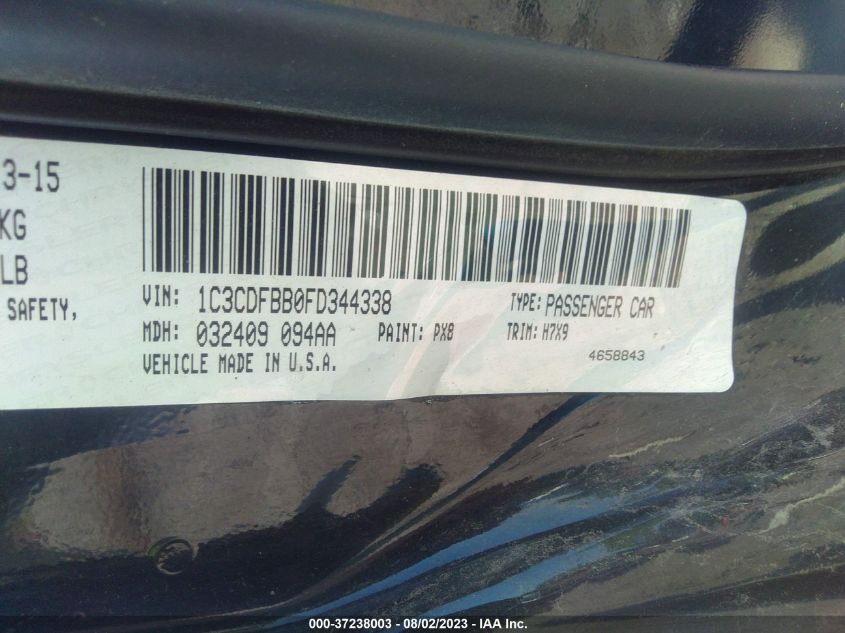 3-15
KG
LB
SAFETY,
VIN: 1C3CDFBB0FD344338 TYPE: PASSENGER CAR
MDH: 032409 094AA PAINT: PX8 TRIM: H7X9
VEHICLE MADE IN U.S.A. 4658843
000-37238003 - 08/02/2023 - IAA Inc.